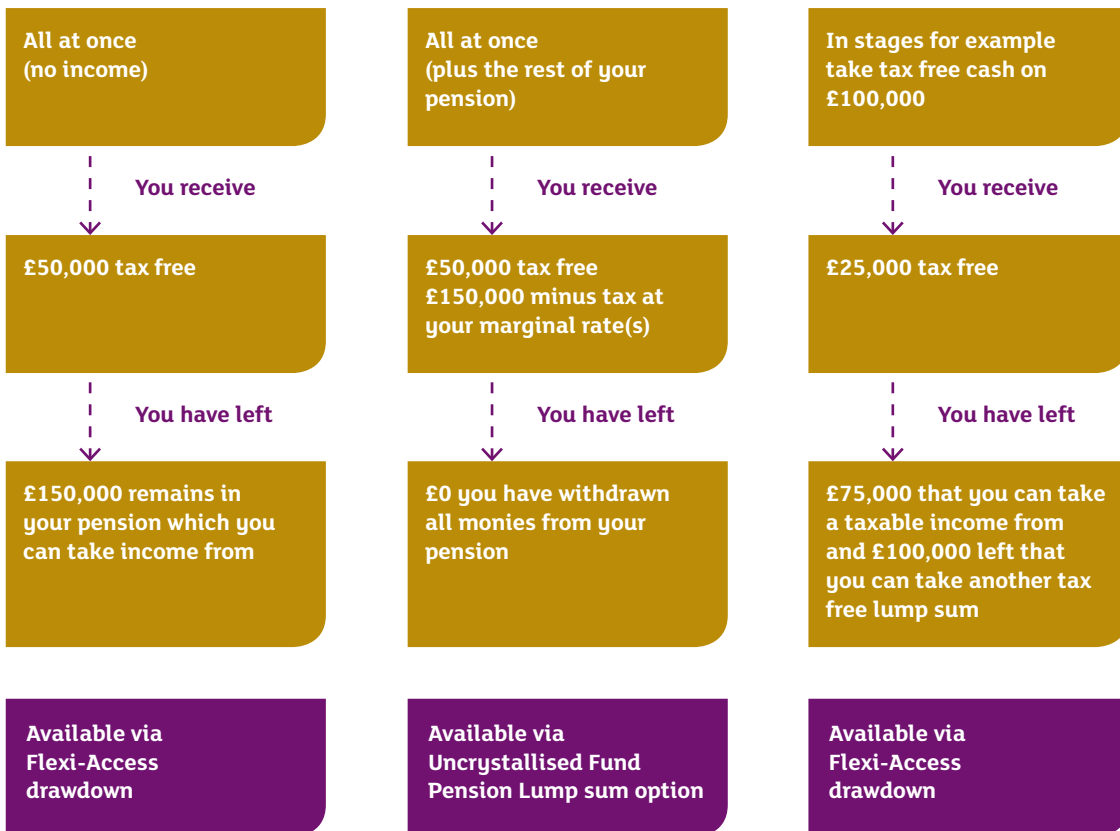 All at once
(no income)
You receive
£50,000 tax free
You have left
£150,000 remains in
your pension which you
can take income from
Available via
Flexi-Access
drawdown
All at once
(plus the rest of your
pension)
You receive
£50,000 tax free
£150,000 minus tax at
your marginal rate(s)
You have left
£0 you have withdrawn
all monies from your
pension
Available via
Uncrystallised Fund
Pension Lump sum option
In stages for example
take tax free cash on
£100,000
You receive
£25,000 tax free
You have left
£75,000 that you can take
a taxable income from
and £100,000 left that
you can take another tax
free lump sum
Available via
Flexi-Access
drawdown